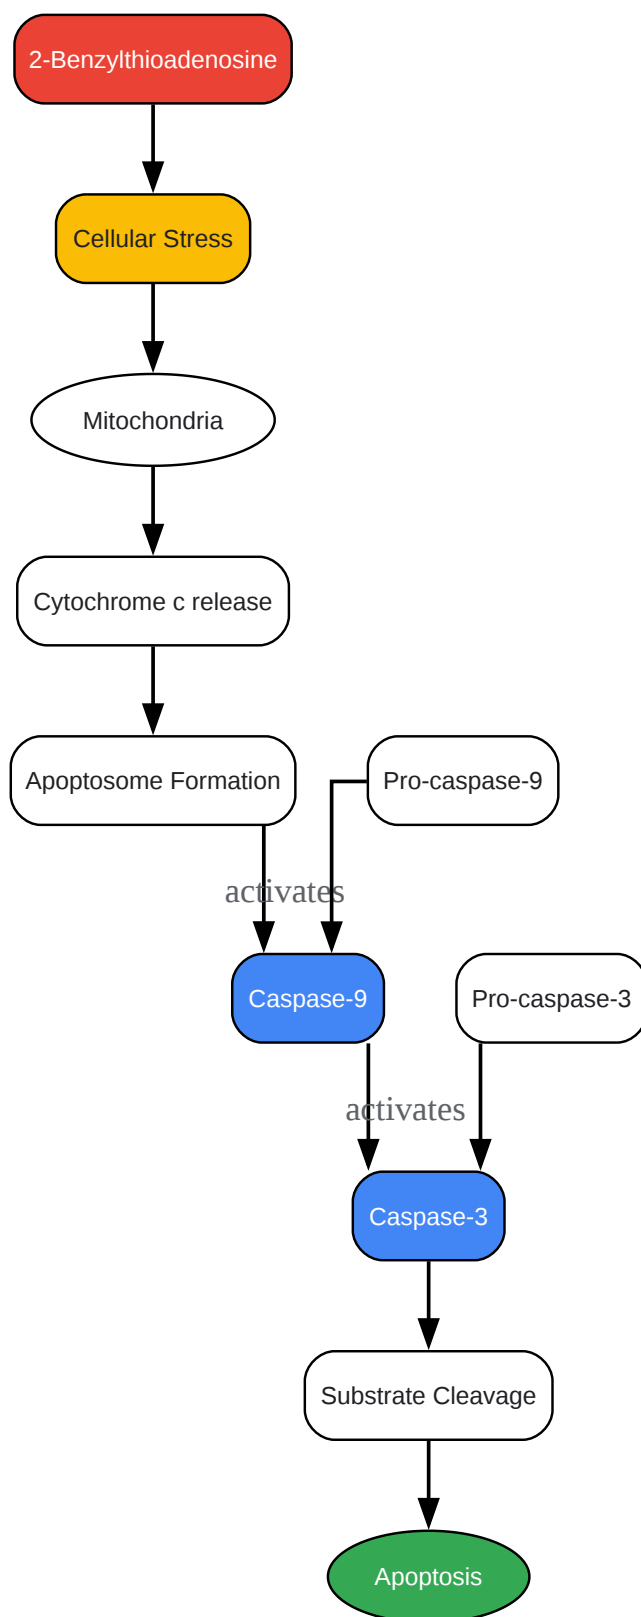 2-Benzylthioadenosine
Cellular Stress
Mitochondria
Cytochrome c release
Apoptosome Formation
Pro-caspase-9
activates
Caspase-9
Pro-caspase-3
activates
Caspase-3
Substrate Cleavage
Apoptosis